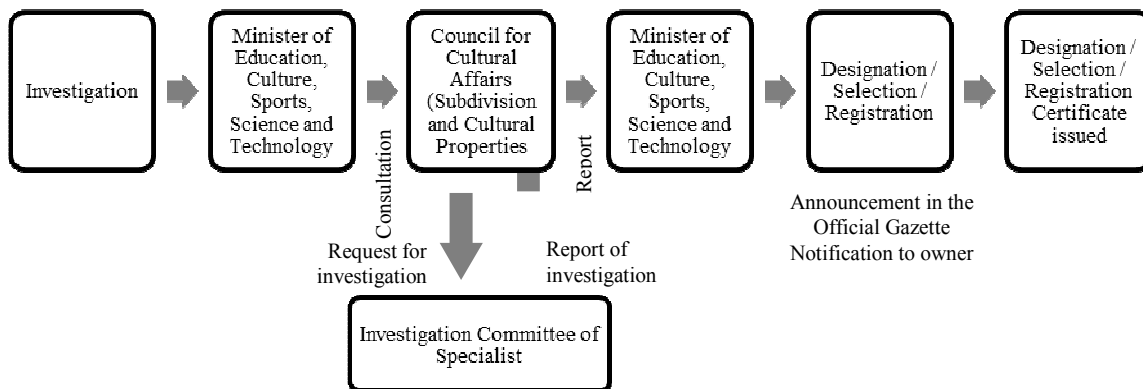 Investigation
Minister of
Education,
Culture,
Sports,
Science and
Technology
Council for
Cultural
Affairs
(Subdivision
and Cultural
Properties
Minister of
Education,
Culture,
Sports,
Science and
Technology
Designation /
Selection /
Registration
Designation /
Selection /
Registration
Certificate
issued
Consultation
Report
Announcement in the
Official Gazette
Notification to owner
Request for
investigation
Report of
investigation
Investigation Committee of
Specialist